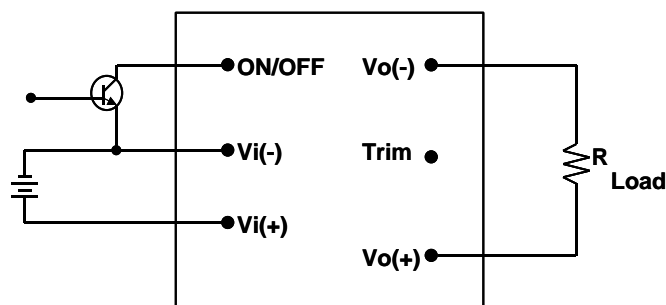 ON/OFF
Vo(-)
Vi(-)
Trim
R
Load
Vi(+)
Vo(+)